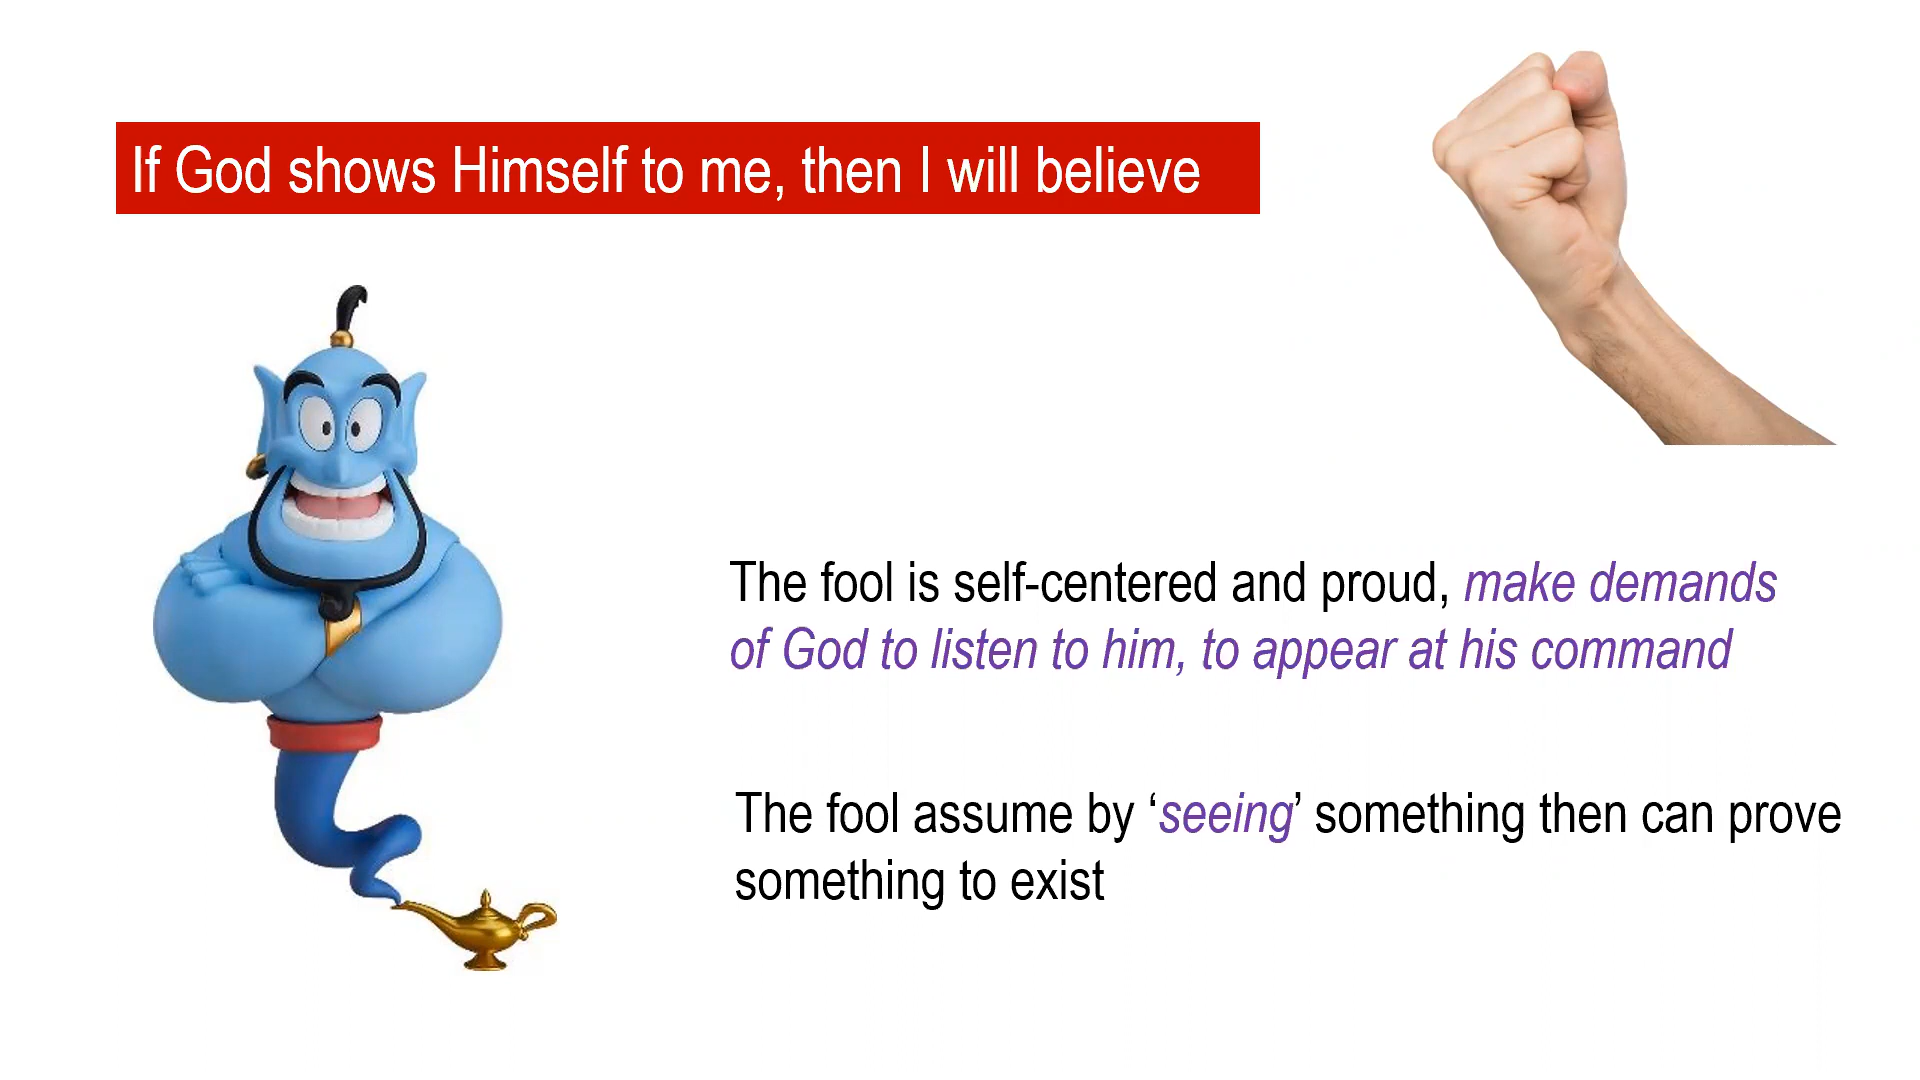 If God shows Himself to me, then I will believe
The fool is self-centered and proud, make demands
of God to listen to him, to appear at his command
The fool assume by ‘seeing’ something then can prove
something to exist